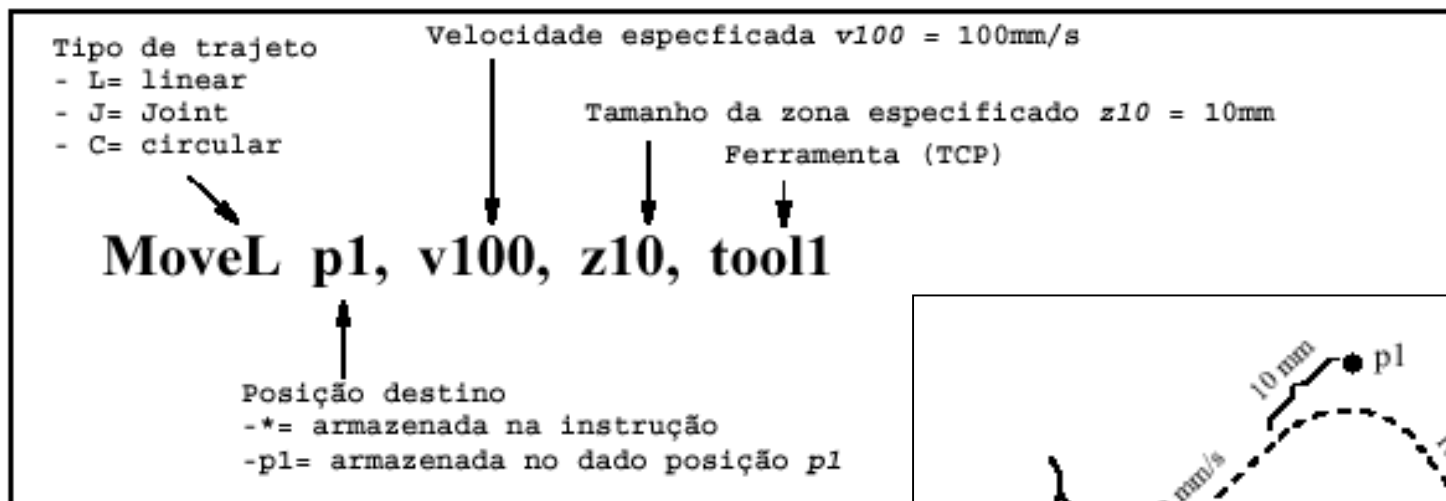 Tipo de trajeto
- L= linear
- J= Joint
- C= circular
Velocidade especficada v100 = 100mm/s
Tamanho da zona especificado z10 = 10mm
Ferramenta (TCP)
MoveL p1, v100, z10, tool1
Posição destino
-*= armazenada na instrução
-p1= armazenada no dado posição p1
10 mm
p1
mm/s